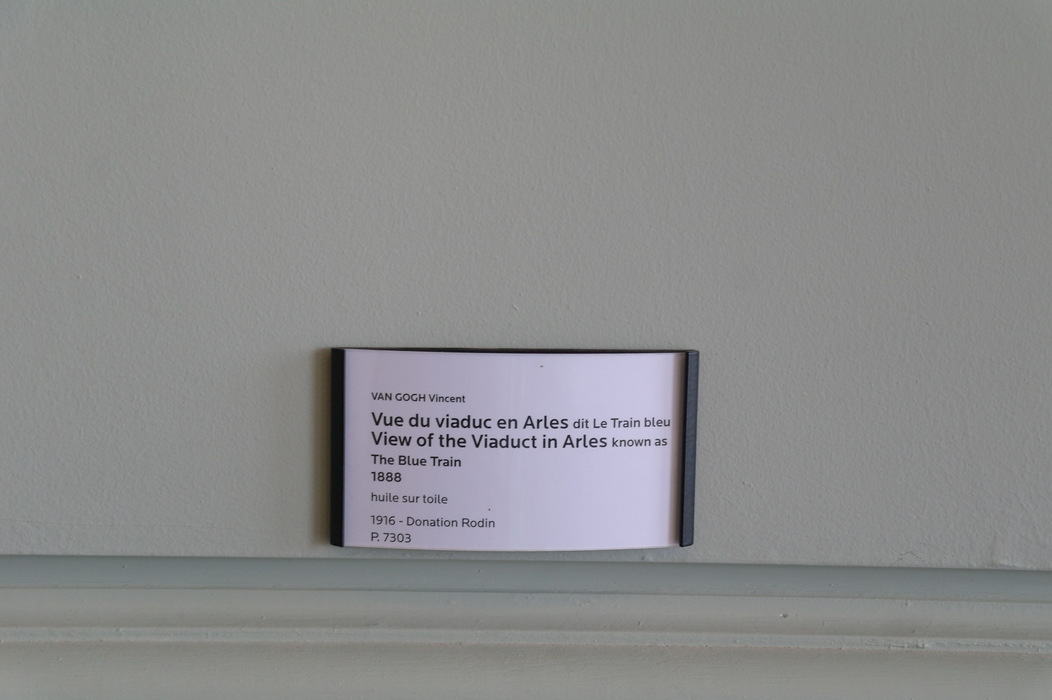 VAN GOGH Vincent
Vue du viaduc en Arles dit Le Train bleu
View of the Viaduct in Arles known as
The Blue Train
1888
huile sur toile
1916 - Donation Rodin
P. 7303